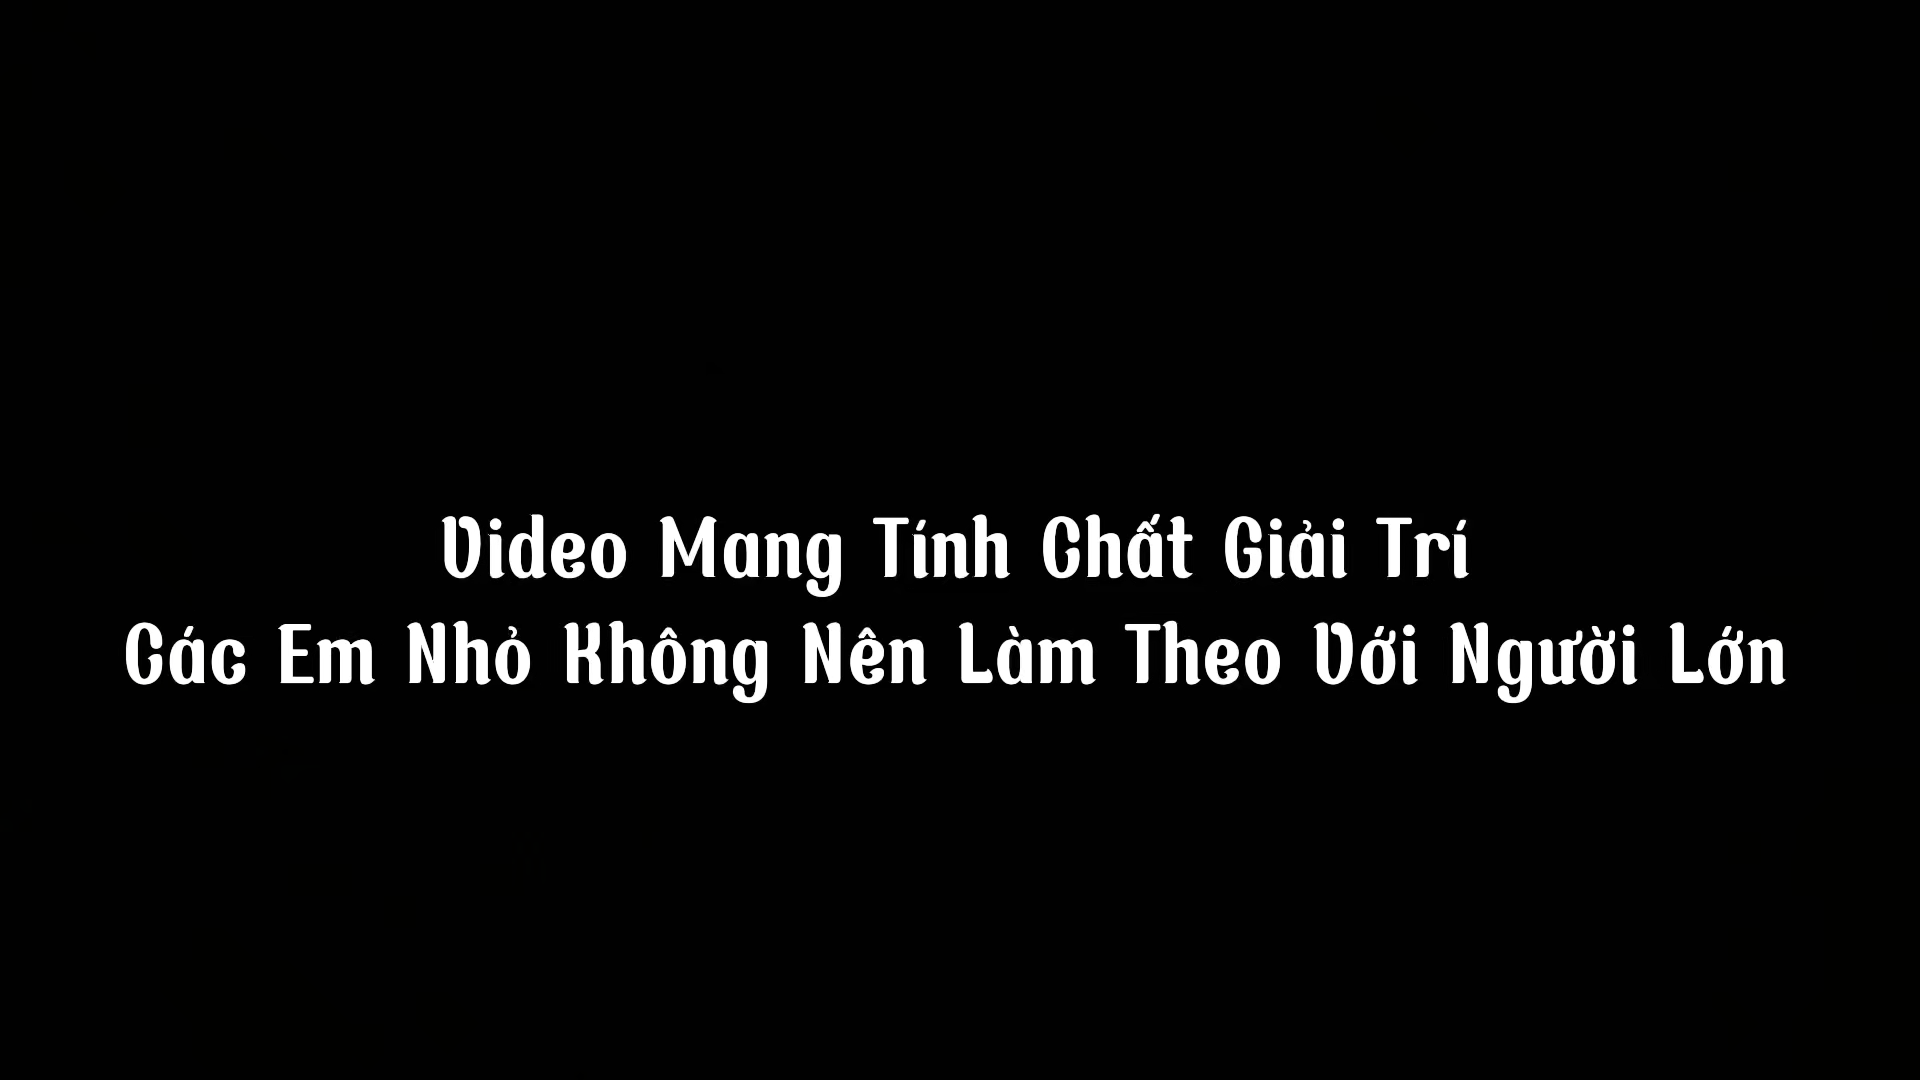 Video Mang Tính Chất Giải Trí
Các Em Nhỏ Không Nên Làm Theo Với Người Lớn